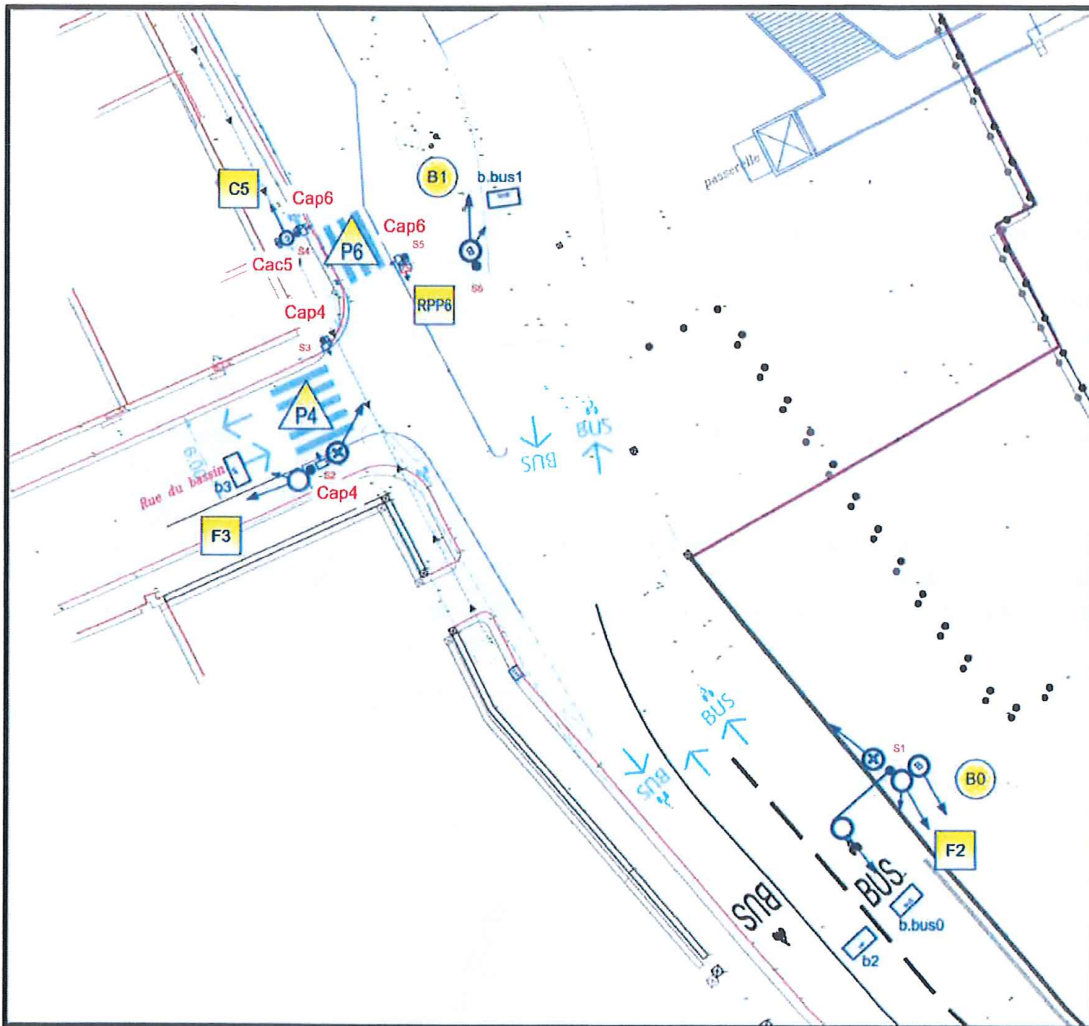 passerelle
B1
b.bus1
C5
Cap6
P6
Cap6
S5
S4
Cac5
S6
RPP6
Cap4
S3
P4
6.00
BUS
BUS
Rue du bassin
b3
S2
Cap4
F3
BUS
BUS
S1
B
B
B0
F2
BUS
BUS
b.bus0
b2